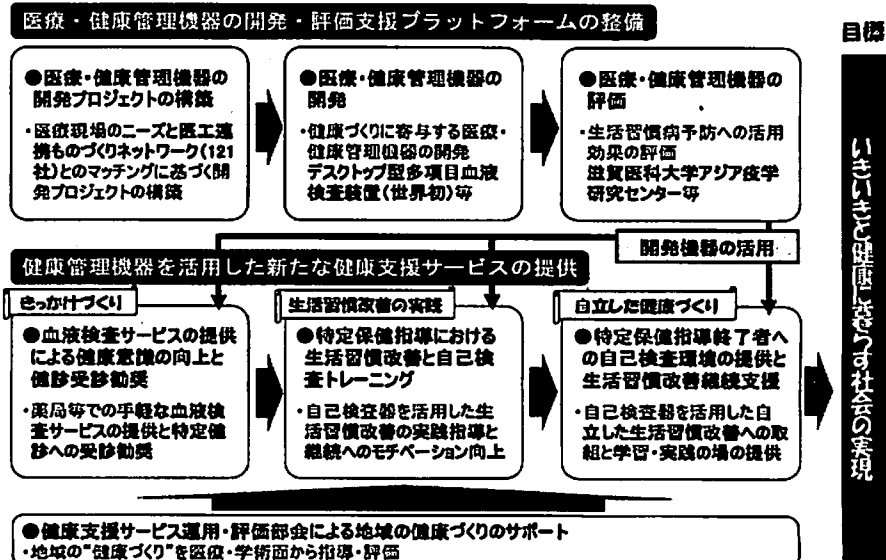 医療・健康管理機器の開発・評価支援プラットフォームの整備
目標
●医療・健康管理機器の
開発プロジェクトの構築
・医療現場のニーズと医工連
携ものづくりネットワーク(121
社)とのマッチングに基づく開
発プロジェクトの構築
●医療・健康管理機器の
開発
・健康づくりに寄与する医療・
健康管理機器の開発
デスクトップ型多項目血液
検査装置(世界初)等
●医療・健康管理機器の
評価
・生活習慣病予防への活用
効果の評価
滋賀医科大学アジア疫学
研究センター等
いきいきと健康に暮らす社会の実現
開発機器の活用
健康管理機器を活用した新たな健康支援サービスの提供
きっかけづくり
●血液検査サービスの提供
による健康意識の向上と
健診受診勧奨
・薬局等での手軽な血液検
査サービスの提供と特定健
診への受診勧奨
生活習慣改善の実践
●特定保健指導における
生活習慣改善と自己検
査トレーニング
・自己検査器を活用した生
活習慣改善の実践指導と
継続へのモチベーション向上
自立した健康づくり
●特定保健指導終了者へ
の自己検査環境の提供と
生活習慣改善継続支援
・自己検査器を活用した自
立した生活習慣改善への取
組と学習・実践の場の提供
●健康支援サービス運用・評価部会による地域の健康づくりのサポート
・地域の"健康づくり"を医療・学術面から指導・評価